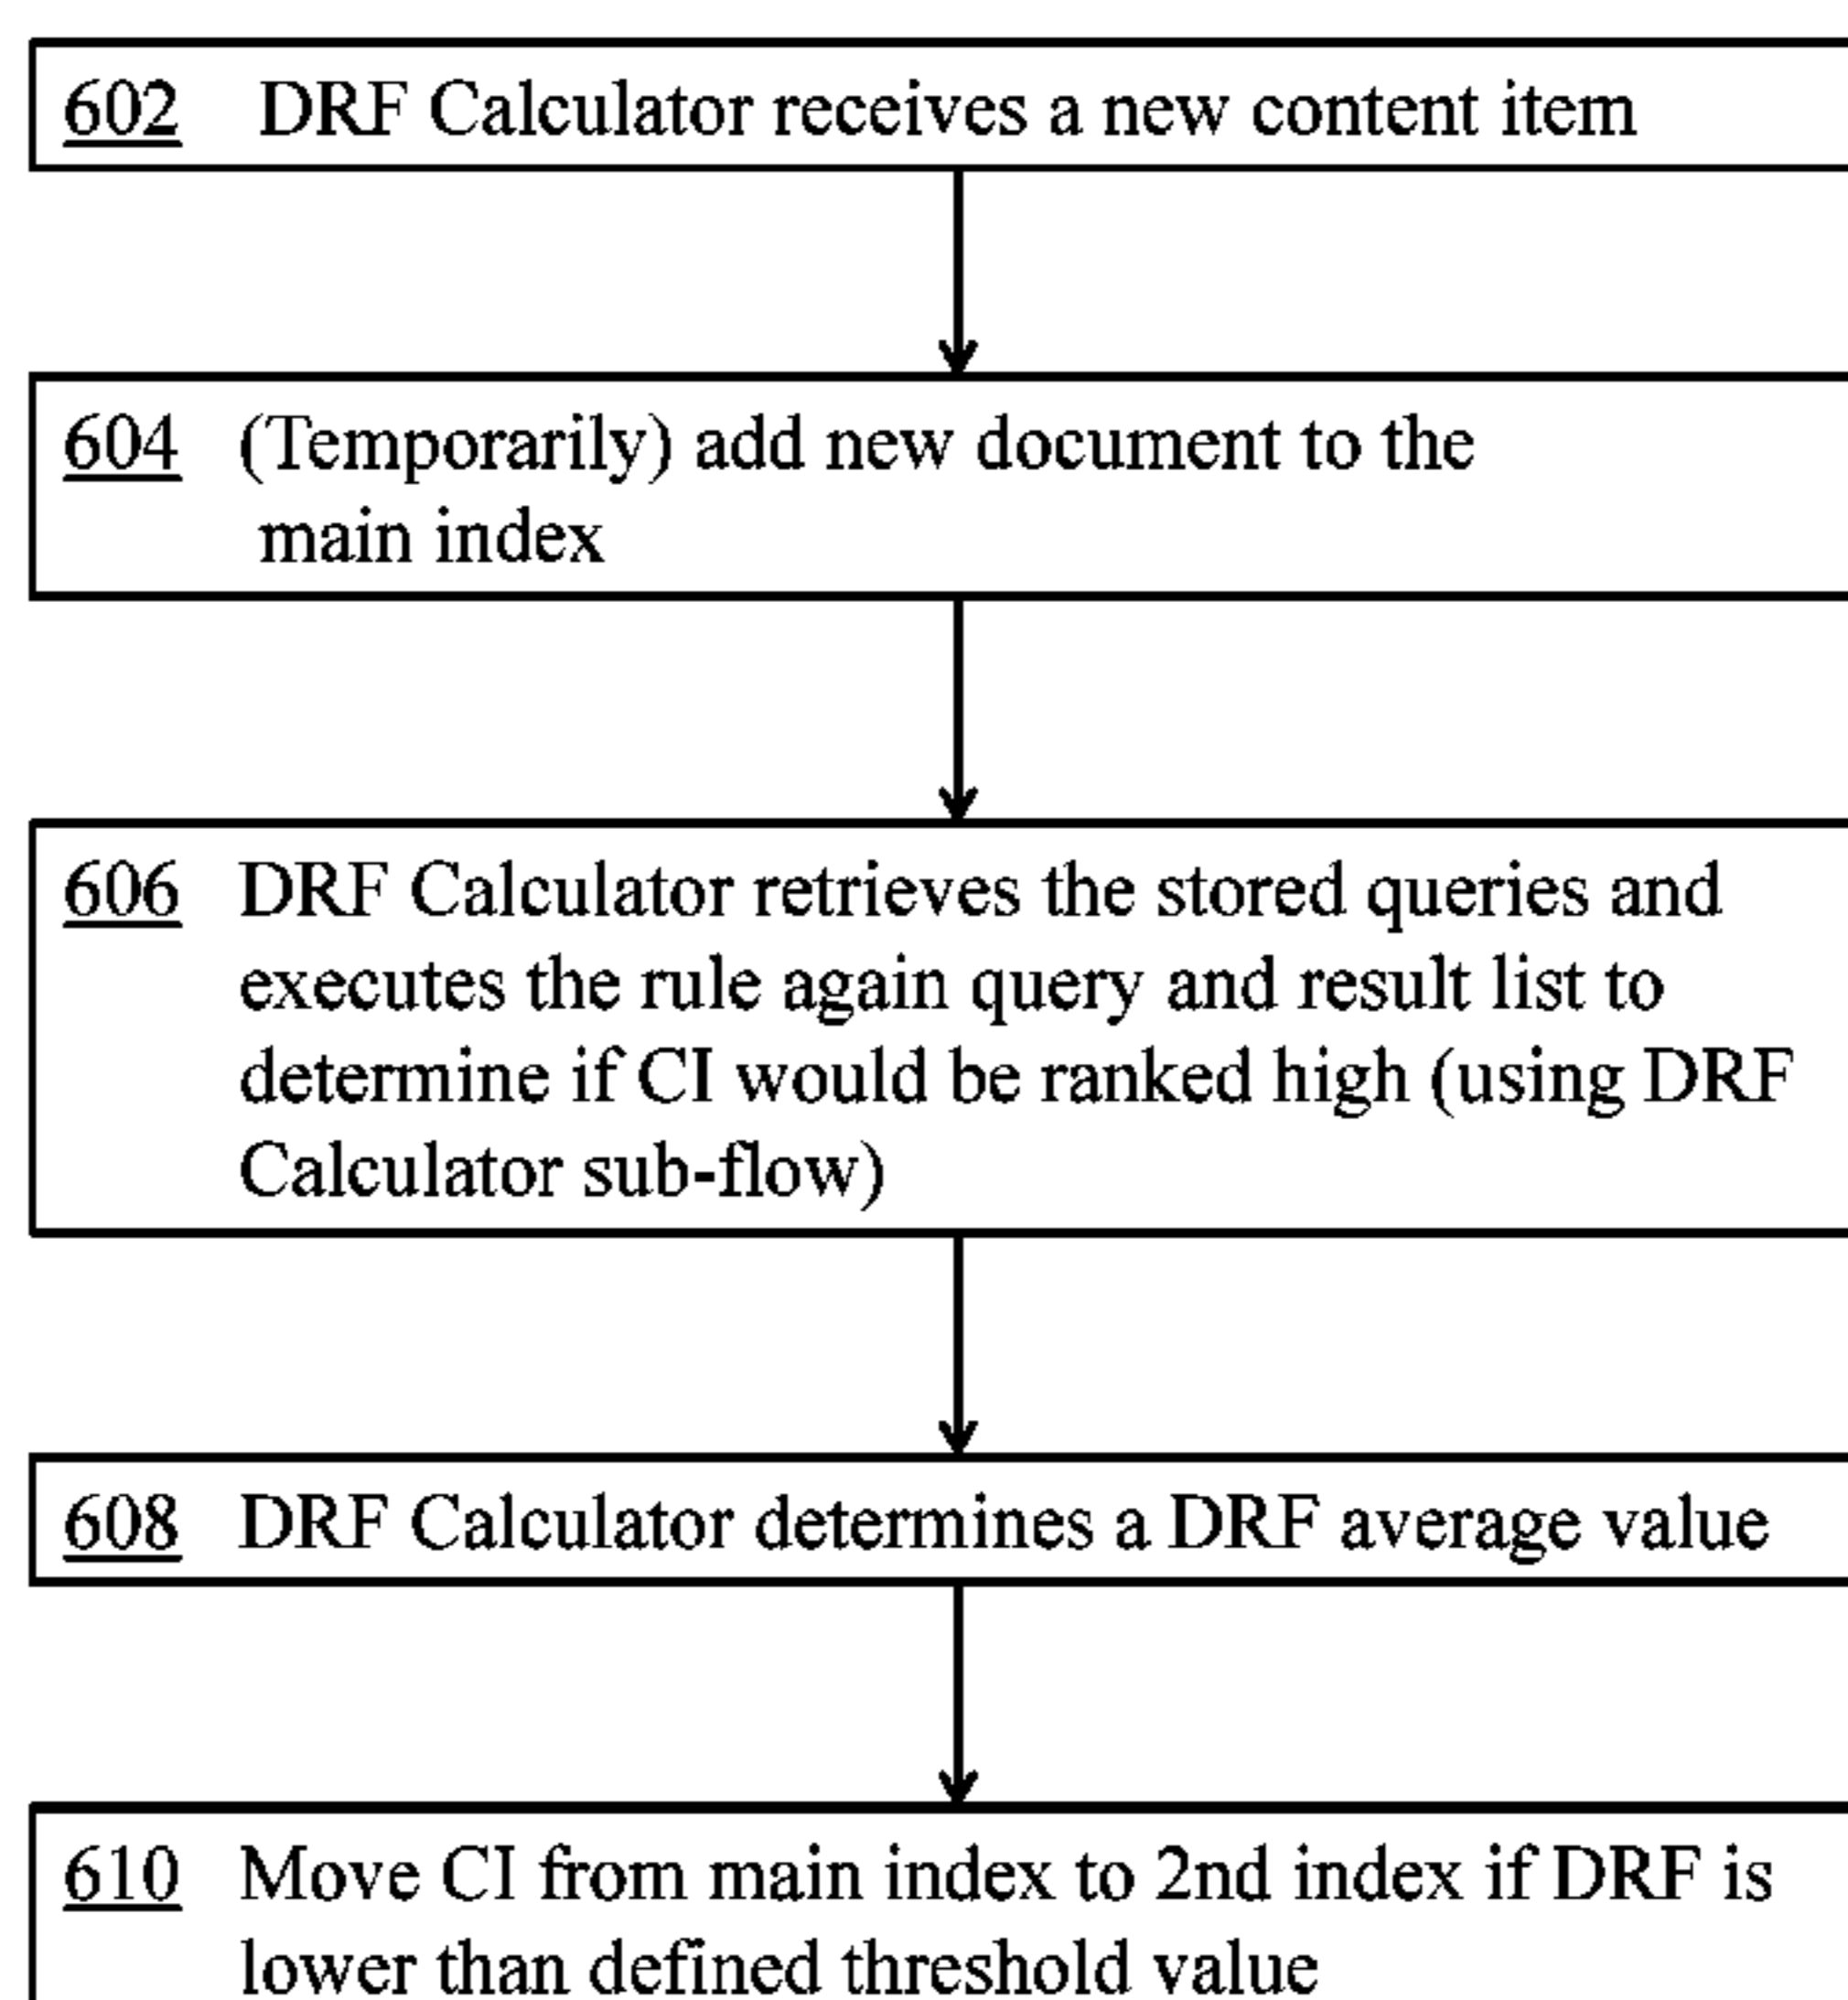 602 DRF Calculator receives a new content item
604 (Temporarily) add new document to the
main index
606 DRF Calculator retrieves the stored queries and
executes the rule again query and result list to
determine if CI would be ranked high (using DRF
Calculator sub-flow)
608 DRF Calculator determines a DRF average value
610 Move CI from main index to 2nd index if DRF is
lower than defined threshold value